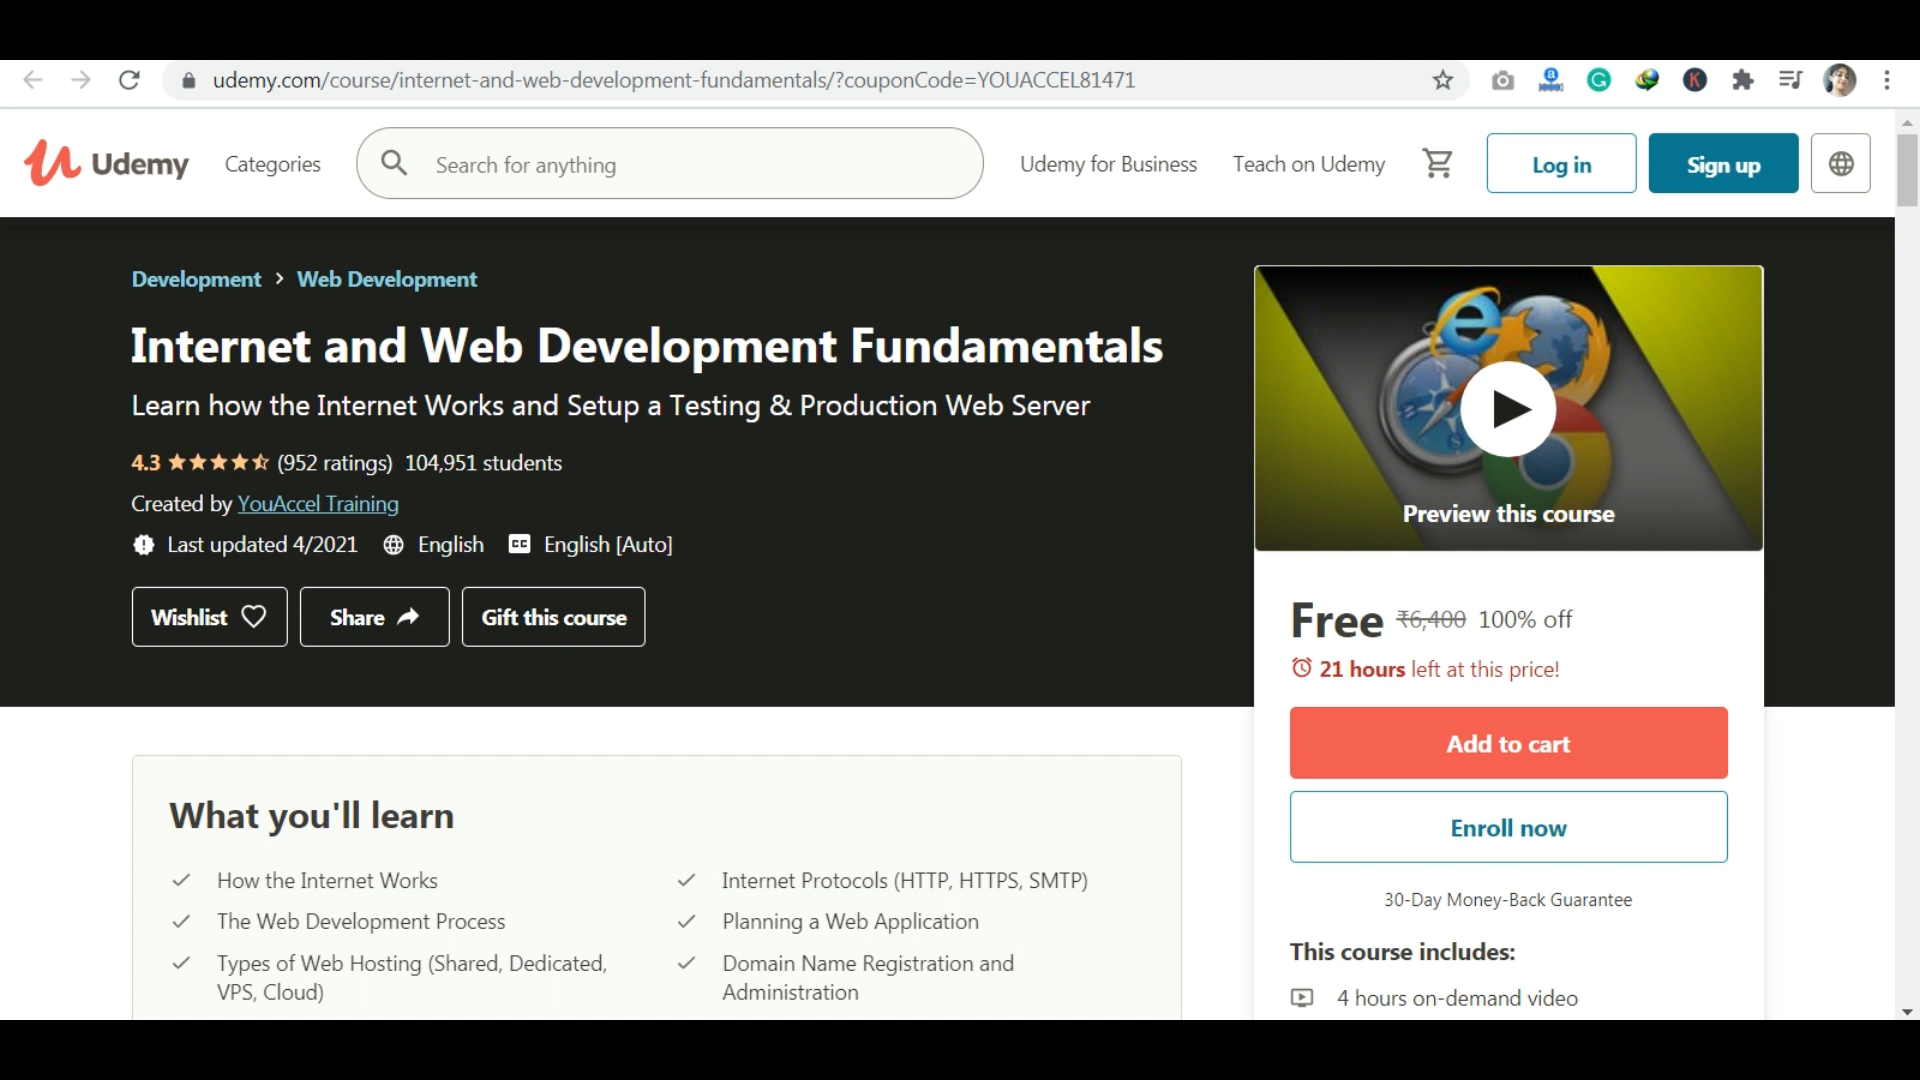 udemy.com/course/internet-and-web-development-fundamentals/?couponCode=YOUACCEL81471
Udemy
Categories
Search for anything
Udemy for Business
Teach on Udemy
Log in
Sign up
Development > Web Development
Internet and Web Development Fundamentals
Learn how the Internet Works and Setup a Testing & Production Web Server
4.3 (952 ratings) 104,951 students
Created by YouAccel Training
Last updated 4/2021 English CC English [Auto]
Wishlist
Share
Gift this course
Preview this course
Free ₹6,400 100% off
21 hours left at this price!
Add to cart
Enroll now
30-Day Money-Back Guarantee
This course includes:
4 hours on-demand video
What you'll learn
How the Internet Works
The Web Development Process
Types of Web Hosting (Shared, Dedicated,
VPS, Cloud)
Internet Protocols (HTTP, HTTPS, SMTP)
Planning a Web Application
Domain Name Registration and
Administration